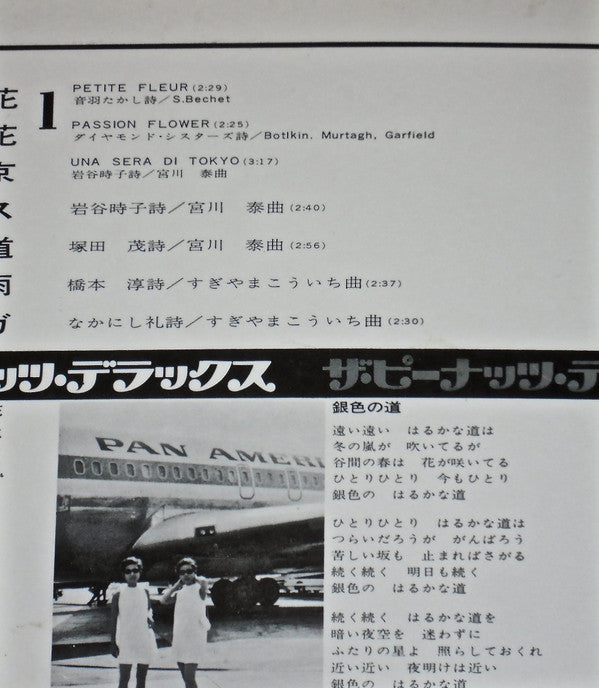 花
花
京
ス
道
雨
ガ
1
PETITE FLEUR (2:29)
音羽たかし詩／S.Bechet
PASSION FLOWER (2:25)
ダイヤモンド・シスターズ詩／Botlkin, Murtagh, Garfield
UNA SERA DI TOKYO (3:17)
岩谷時子詩／宮川 泰曲
岩谷時子詩／宮川 泰曲 (2:40)
塚田 茂詩／宮川 泰曲 (2:56)
橋本 淳詩／すぎやまこういち曲 (2:37)
なかにし礼詩／すぎやまこういち曲 (2:30)
ッツ・デラックス ザ・ピーナッツ・デ
PAN AMERI
銀色の道
遠い遠い はるかな道は
冬の嵐が 吹いてるが
谷間の春は 花が咲いてる
ひとりひとり 今もひとり
銀色の はるかな道
ひとりひとり はるかな道は
つらいだろうが がんばろう
苦しい坂も 止まればさがる
続く続く 明日も続く
銀色の はるかな道
続く続く はるかな道を
暗い夜空を 迷わずに
ふたりの星よ 照らしておくれ
近い近い 夜明けは近い
銀色の はるかな道